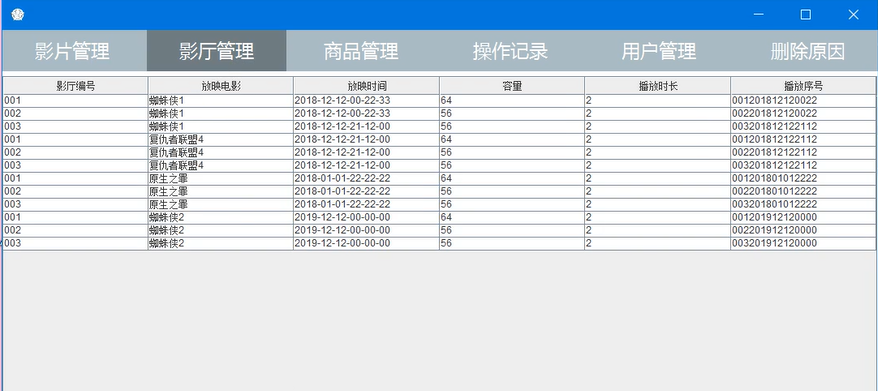 影片管理 影厅管理 商品管理 操作记录 用户管理 删除原因
影厅编号 放映电影 放映时间 容量 播放时长 播放序号
001 蜘蛛侠1 2018-12-12-00-22-33 64 2 001201812120022
002 蜘蛛侠1 2018-12-12-00-22-33 56 2 002201812120022
003 蜘蛛侠1 2018-12-12-21-12-00 56 2 003201812122112
001 复仇者联盟4 2018-12-12-21-12-00 64 2 001201812122112
002 复仇者联盟4 2018-12-12-21-12-00 56 2 002201812122112
003 复仇者联盟4 2018-12-12-21-12-00 56 2 003201812122112
001 原生之罪 2018-01-01-22-22-22 64 2 001201801012222
002 原生之罪 2018-01-01-22-22-22 56 2 002201801012222
003 原生之罪 2018-01-01-22-22-22 56 2 003201801012222
001 蜘蛛侠2 2019-12-12-00-00-00 64 2 001201912120000
002 蜘蛛侠2 2019-12-12-00-00-00 56 2 002201912120000
003 蜘蛛侠2 2019-12-12-00-00-00 56 2 003201912120000